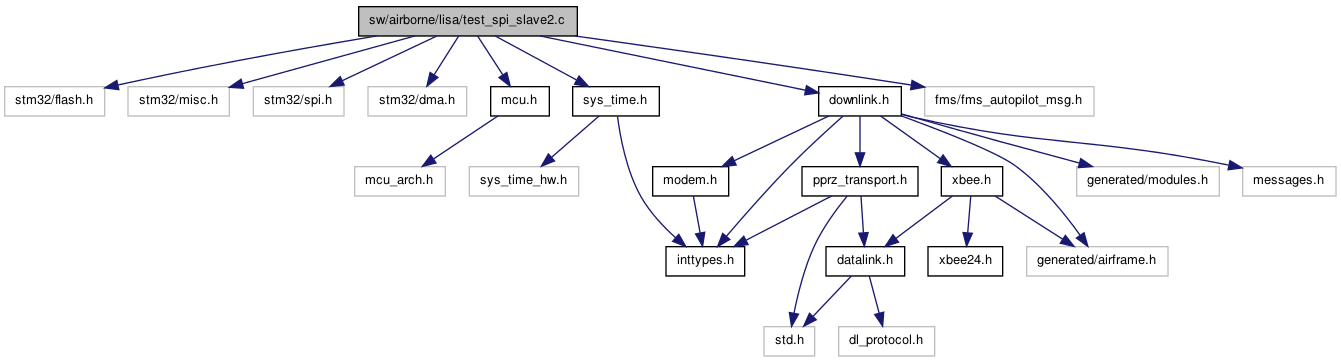 sw/airborne/lisa/test_spi_slave2.c
stm32/flash.h
stm32/misc.h
stm32/spi.h
stm32/dma.h
mcu.h
sys_time.h
downlink.h
fms/fms_autopilot_msg.h
mcu_arch.h
sys_time_hw.h
modem.h
pprz_transport.h
xbee.h
generated/modules.h
messages.h
inttypes.h
datalink.h
xbee24.h
generated/airframe.h
std.h
dl_protocol.h